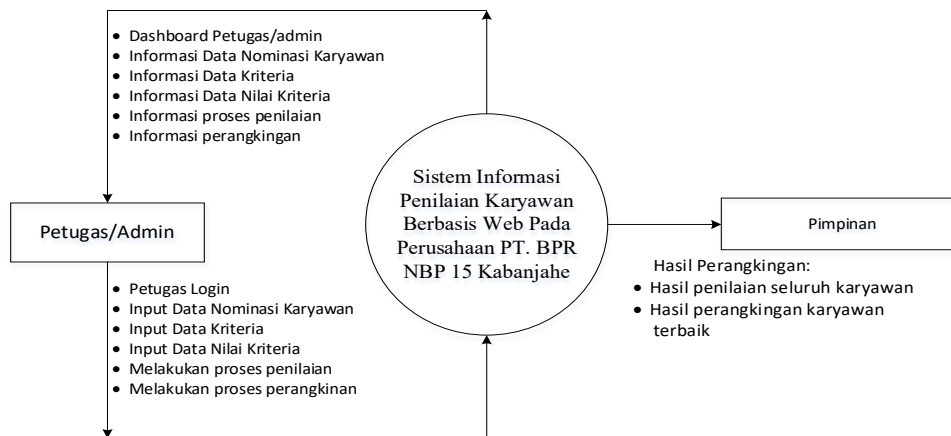 • Dashboard Petugas/admin
• Informasi Data Nominasi Karyawan
• Informasi Data Kriteria
• Informasi Data Nilai Kriteria
• Informasi proses penilaian
• Informasi perangkingan
Petugas/Admin
• Petugas Login
• Input Data Nominasi Karyawan
• Input Data Kriteria
• Input Data Nilai Kriteria
• Melakukan proses penilaian
• Melakukan proses perangkinan
Sistem Informasi
Penilaian Karyawan
Berbasis Web Pada
Perusahaan PT. BPR
NBP 15 Kabanjahe
Pimpinan
Hasil Perangkingan:
• Hasil penilaian seluruh karyawan
• Hasil perangkingan karyawan
terbaik